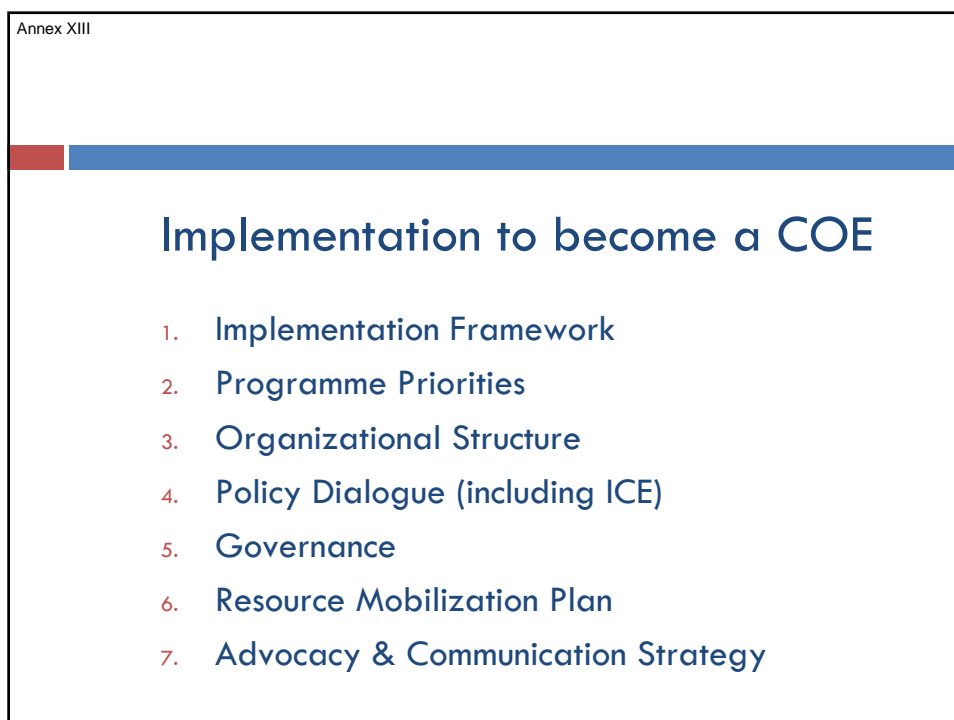 Annex XIII
Implementation to become a COE
1. Implementation Framework
2. Programme Priorities
3. Organizational Structure
4. Policy Dialogue (including ICE)
5. Governance
6. Resource Mobilization Plan
7. Advocacy & Communication Strategy